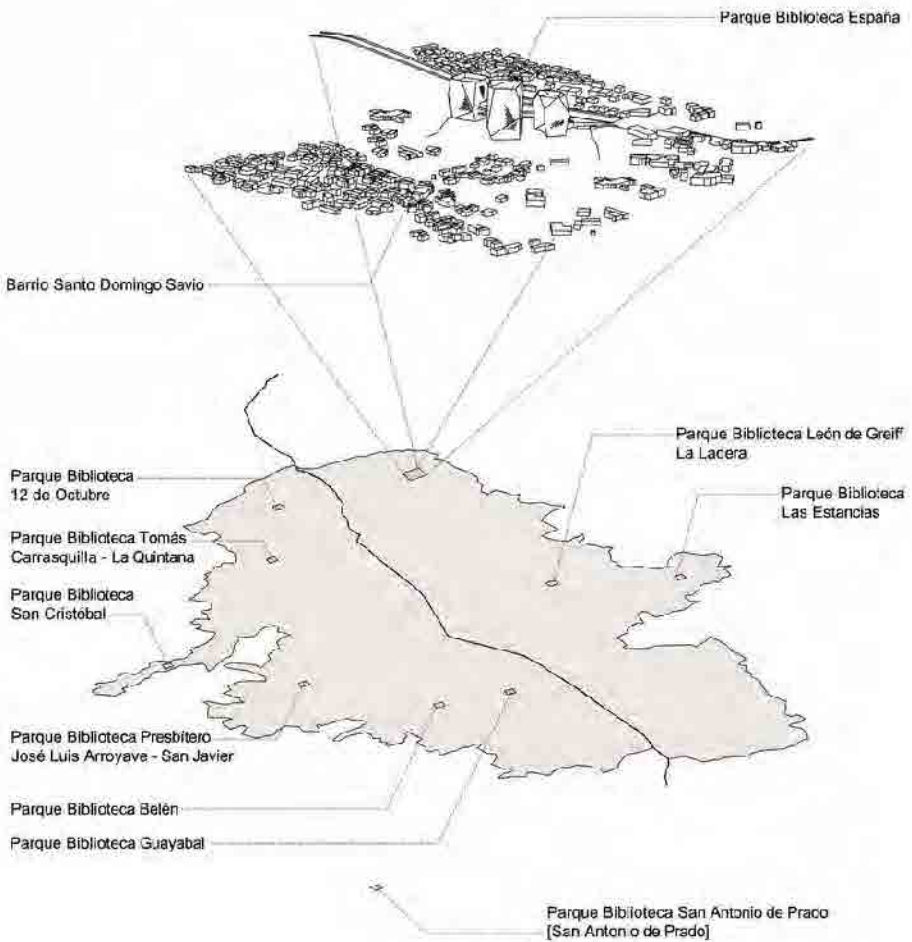 Parque Biblioteca España
Barrio Santo Domingo Savio
Parque Biblioteca León de Greiff
La Lacera
Parque Biblioteca
12 de Octubre
Parque Biblioteca
Las Estancias
Parque Biblioteca Tomás
Carrasquilla - La Quintana
Parque Biblioteca
San Cristóbal
Parque Biblioteca Presbítero
José Luis Arroyave - San Javier
Parque Biblioteca Belén
Parque Biblioteca Guayabal
Parque Biblioteca San Antonio de Prado
[San Antonio de Prado]